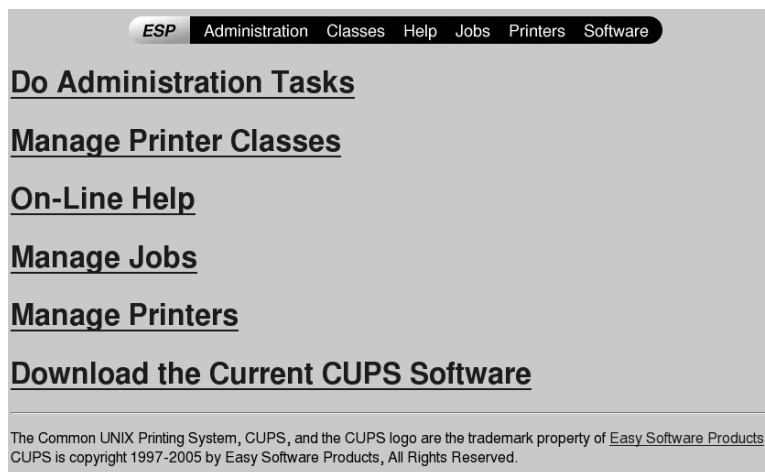 ESP Administration Classes Help Jobs Printers Software
Do Administration Tasks
Manage Printer Classes
On-Line Help
Manage Jobs
Manage Printers
Download the Current CUPS Software
The Common UNIX Printing System, CUPS, and the CUPS logo are the trademark property of Easy Software Products
CUPS is copyright 1997-2005 by Easy Software Products, All Rights Reserved.